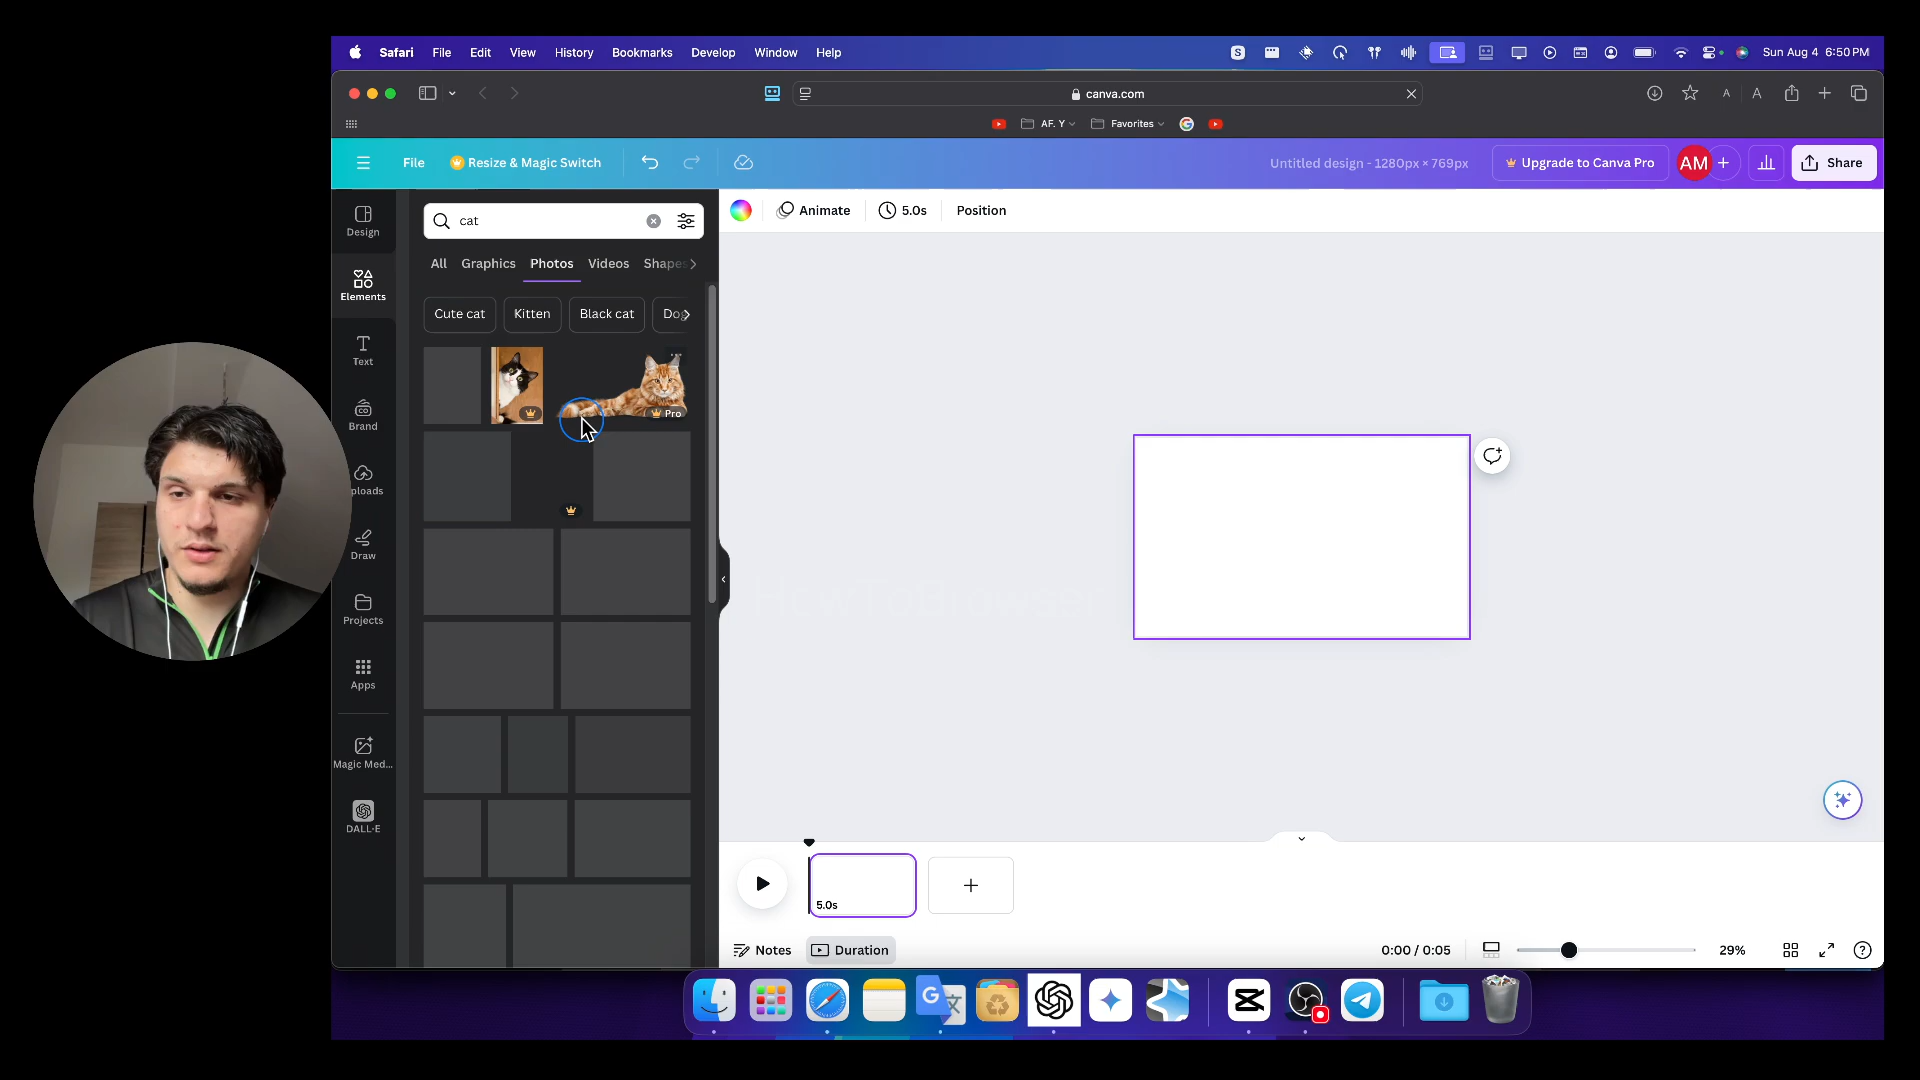 Safari File Edit View History Bookmarks Develop Window Help
S
Sun Aug 4 6:50 PM
canva.com
A A
AF. Y Favorites G
File Resize & Magic Switch
Untitled design - 1280px × 769px
Upgrade to Canva Pro
AM
Share
Design
Elements
Text
Brand
ploads
Draw
Projects
Apps
Magic Med...
DALL·E
cat
All Graphics Photos Videos Shapes
Cute cat Kitten Black cat Dog
Pro
Animate 5.0s Position
HowToBrowser
5.0s
Notes Duration
0:00 / 0:05
29%